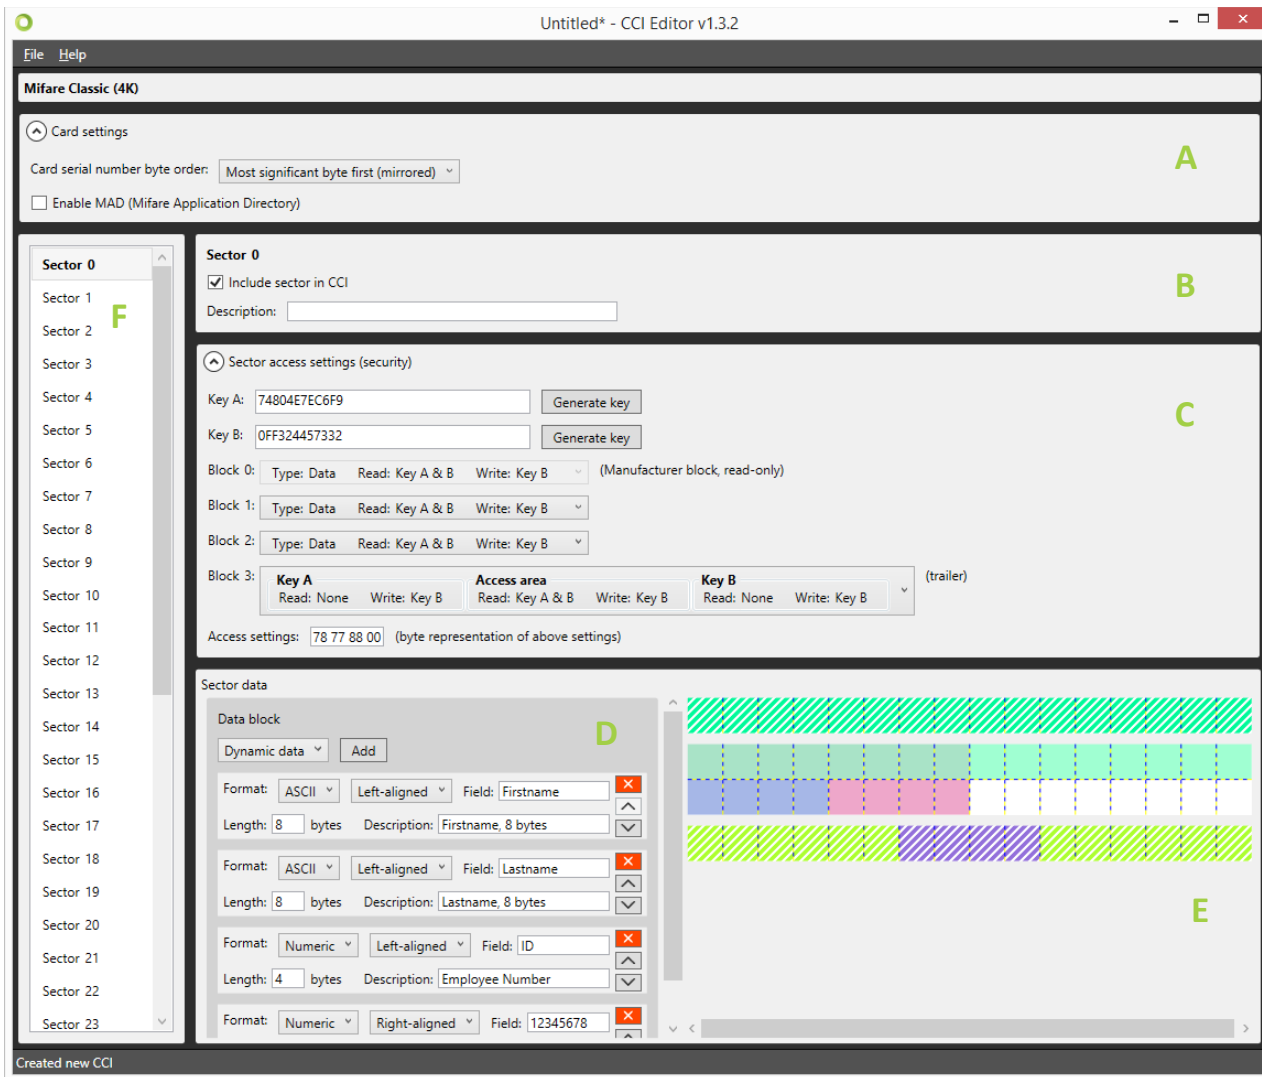 Untitled* - CCI Editor v1.3.2
File Help
Mifare Classic (4K)
Card settings
Card serial number byte order: Most significant byte first (mirrored)
Enable MAD (Mifare Application Directory)
A
Sector 0
Sector 1
Sector 2
Sector 3
Sector 4
Sector 5
Sector 6
Sector 7
Sector 8
Sector 9
Sector 10
Sector 11
Sector 12
Sector 13
Sector 14
Sector 15
Sector 16
Sector 17
Sector 18
Sector 19
Sector 20
Sector 21
Sector 22
Sector 23
F
Sector 0
Include sector in CCI
Description:
B
Sector access settings (security)
Key A: 74804E7EC6F9 Generate key
Key B: 0FF324457332 Generate key
C
Block 0: Type: Data Read: Key A & B Write: Key B (Manufacturer block, read-only)
Block 1: Type: Data Read: Key A & B Write: Key B
Block 2: Type: Data Read: Key A & B Write: Key B
Block 3: Key A Access area Key B (trailer)
Read: None Write: Key B Read: Key A & B Write: Key B Read: None Write: Key B
Access settings: 78 77 88 00 (byte representation of above settings)
Sector data
Data block
D
Dynamic data Add
Format: ASCII Left-aligned Field: Firstname
Length: 8 bytes Description: Firstname, 8 bytes
Format: ASCII Left-aligned Field: Lastname
Length: 8 bytes Description: Lastname, 8 bytes
Format: Numeric Left-aligned Field: ID
Length: 4 bytes Description: Employee Number
Format: Numeric Right-aligned Field: 12345678
E
Created new CCI